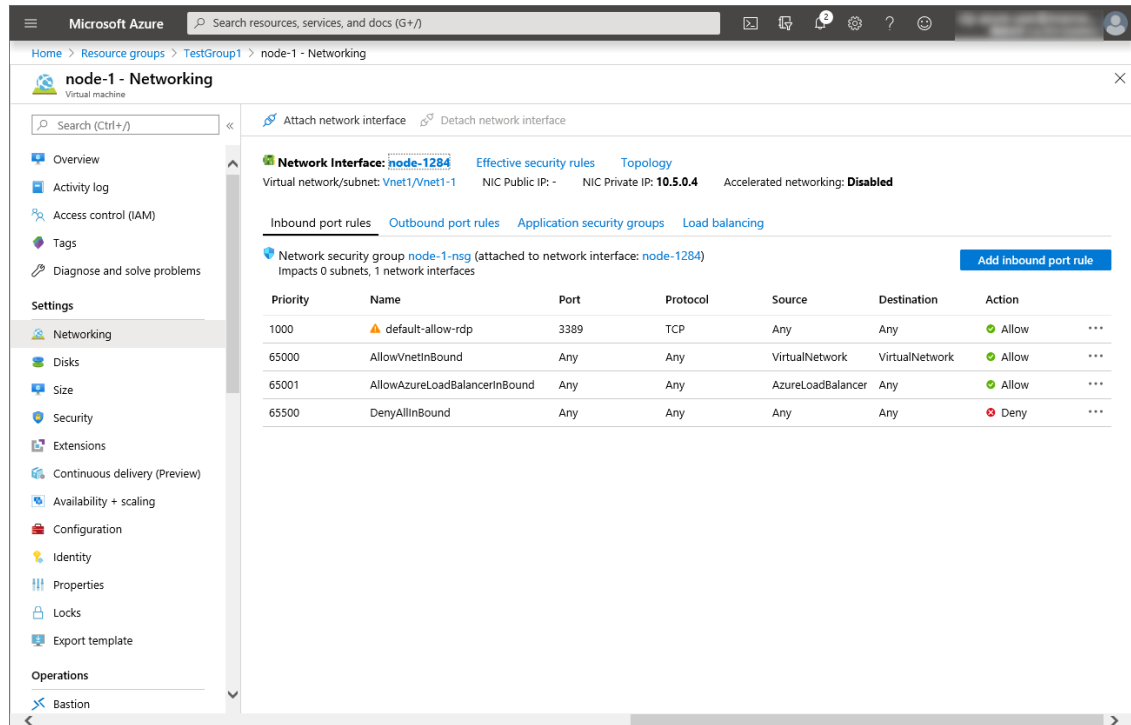 Microsoft Azure
Search resources, services, and docs (G+/)
2
Home > Resource groups > TestGroup1 > node-1 - Networking
node-1 - Networking
Virtual machine
Search (Ctrl+/)
Overview
Activity log
Access control (IAM)
Tags
Diagnose and solve problems
Settings
Networking
Disks
Size
Security
Extensions
Continuous delivery (Preview)
Availability + scaling
Configuration
Identity
Properties
Locks
Export template
Operations
Bastion
Attach network interface Detach network interface
Network Interface: node-1284 Effective security rules Topology
Virtual network/subnet: Vnet1/Vnet1-1 NIC Public IP: - NIC Private IP: 10.5.0.4 Accelerated networking: Disabled
Inbound port rules Outbound port rules Application security groups Load balancing
Network security group node-1-nsg (attached to network interface: node-1284)
Impacts 0 subnets, 1 network interfaces
Add inbound port rule
Priority Name Port Protocol Source Destination Action
1000 default-allow-rdp 3389 TCP Any Any Allow
65000 AllowVnetInBound Any Any VirtualNetwork VirtualNetwork Allow
65001 AllowAzureLoadBalancerInBound Any Any AzureLoadBalancer Any Allow
65500 DenyAllInBound Any Any Any Any Deny